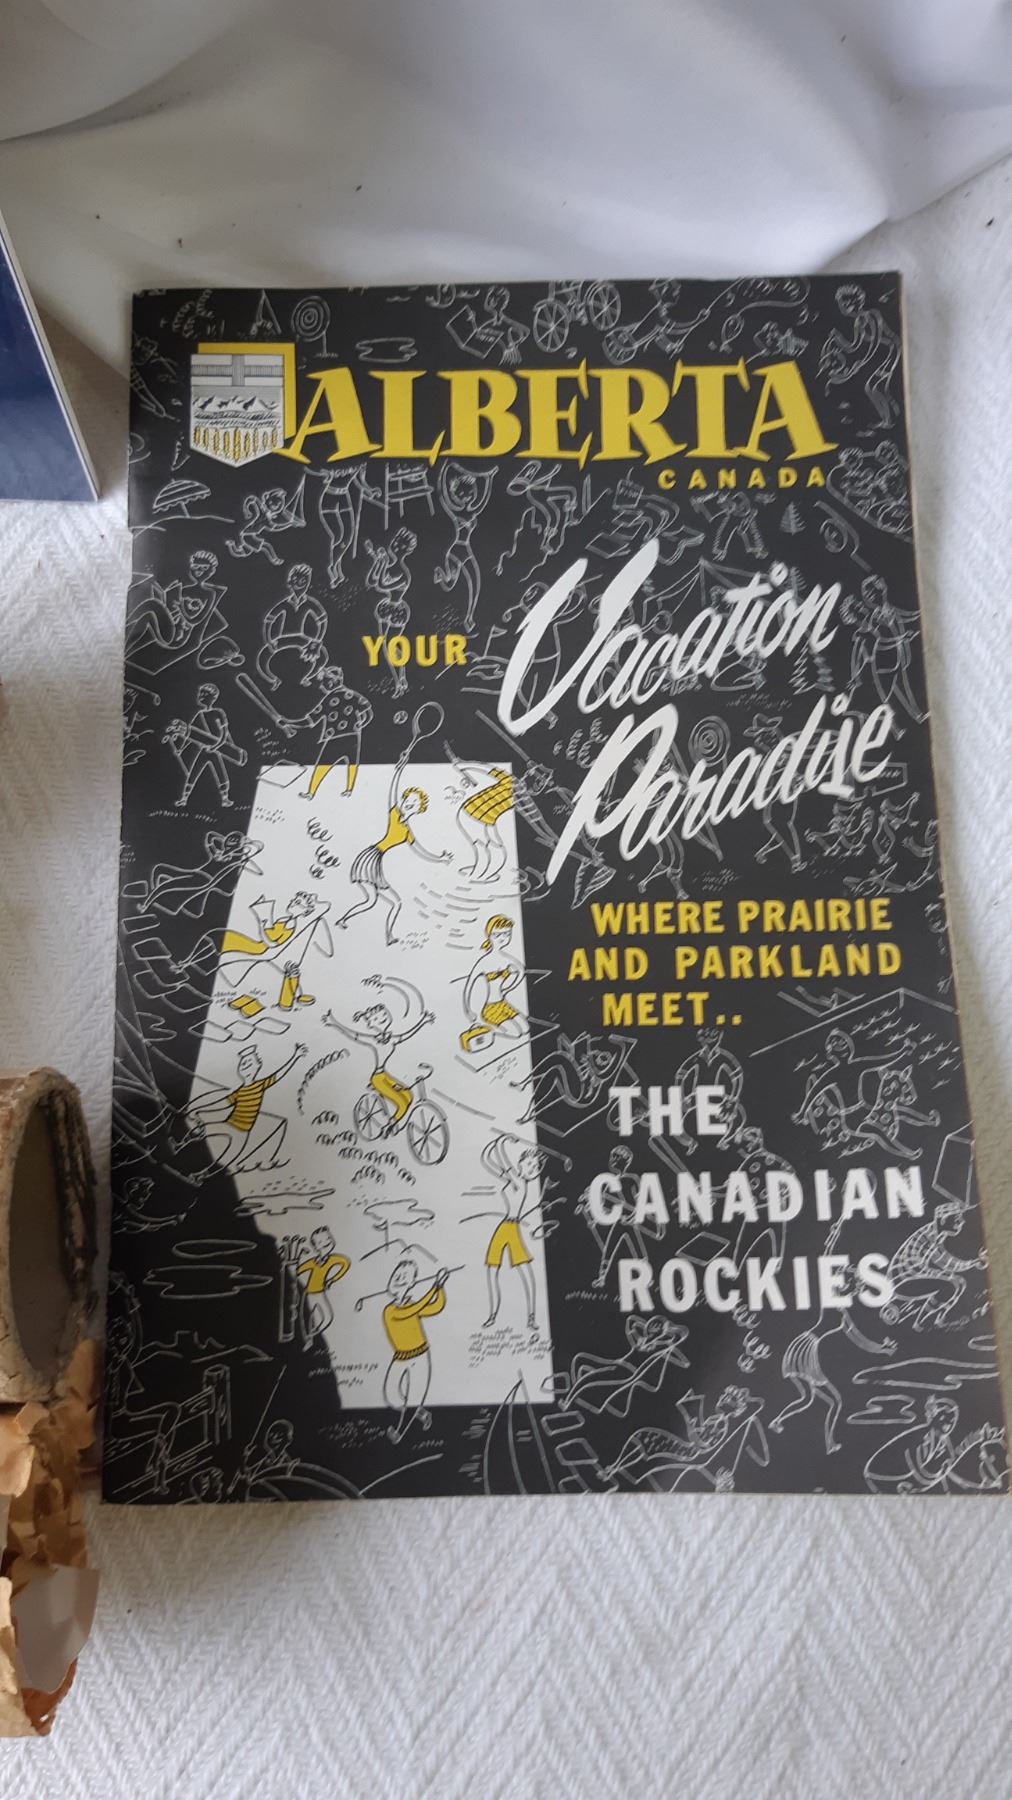 ALBERTA
CANADA
YOUR
Vacation
Paradise
WHERE PRAIRIE
AND PARKLAND
MEET..
THE
CANADIAN
ROCKIES